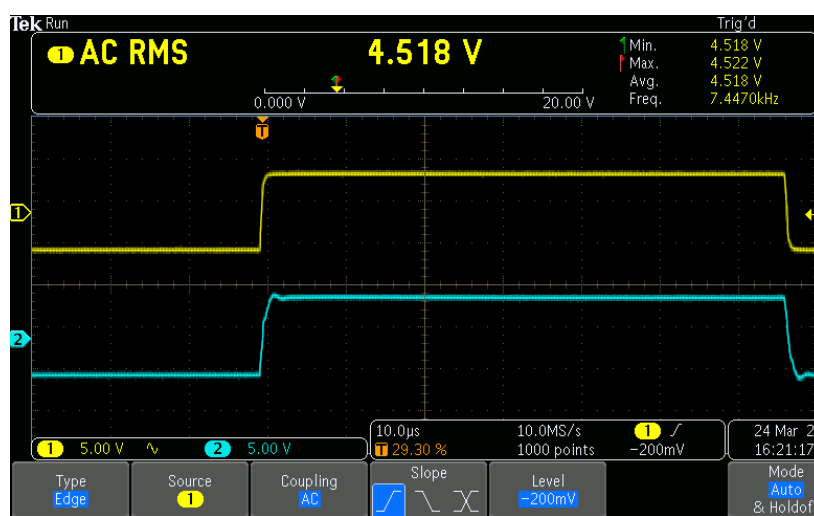 Tek Run Trig'd
1 AC RMS 4.518 V
1 Min. 4.518 V
Max. 4.522 V
Avg. 4.518 V
Freq. 7.4470kHz
0.000 V 20.00 V
T
1
2
1 5.00 V 2 5.00 V
10.0µs 10.0MS/s 1
T 29.30 % 1000 points −200mV
24 Mar 2
16:21:17
Type
Edge
Source
1
Coupling
AC
Slope
Level
−200mV
Mode
Auto
& Holdof